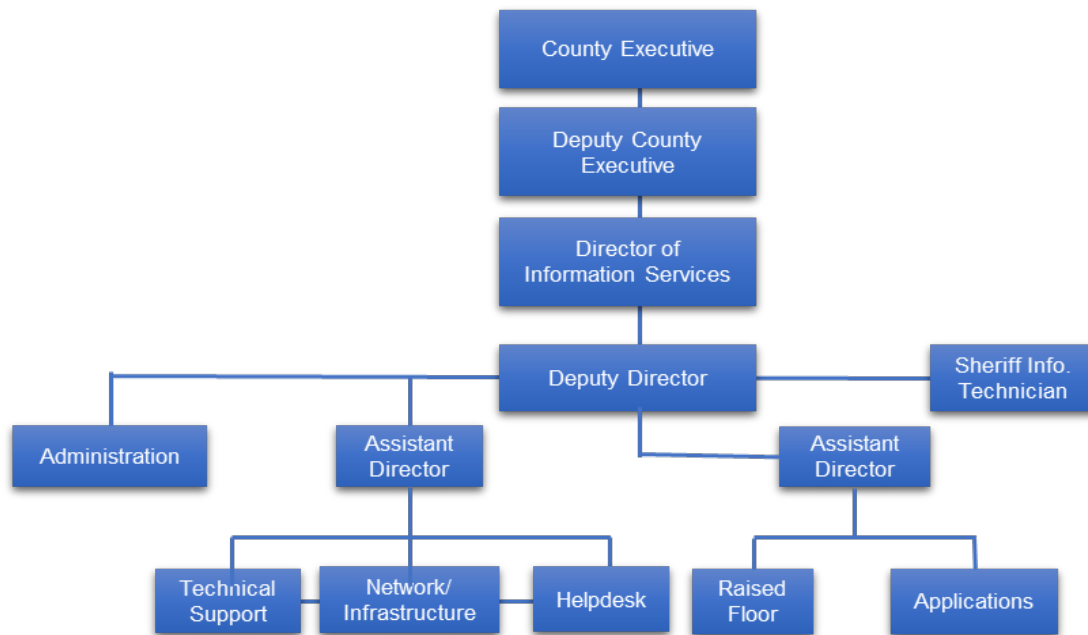 County Executive
Deputy County
Executive
Director of
Information Services
Deputy Director
Sheriff Info.
Technician
Administration
Assistant
Director
Assistant
Director
Technical
Support
Network/
Infrastructure
Helpdesk
Raised
Floor
Applications